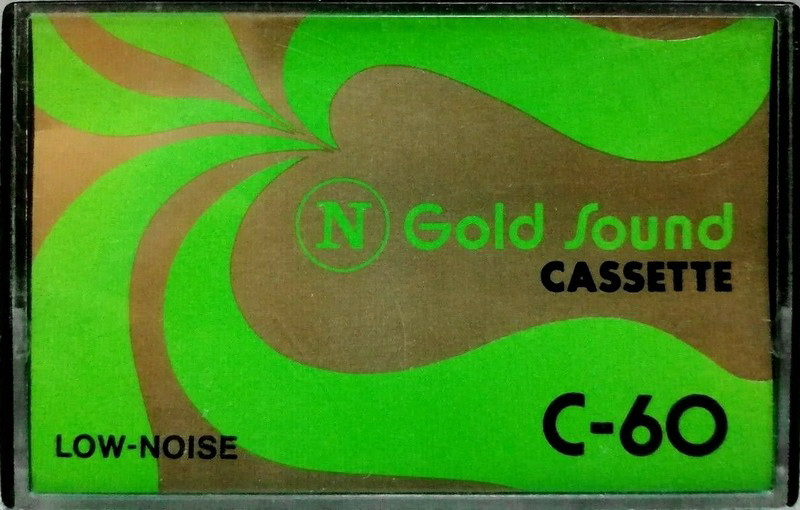 N Gold Sound
CASSETTE
C-60
LOW-NOISE